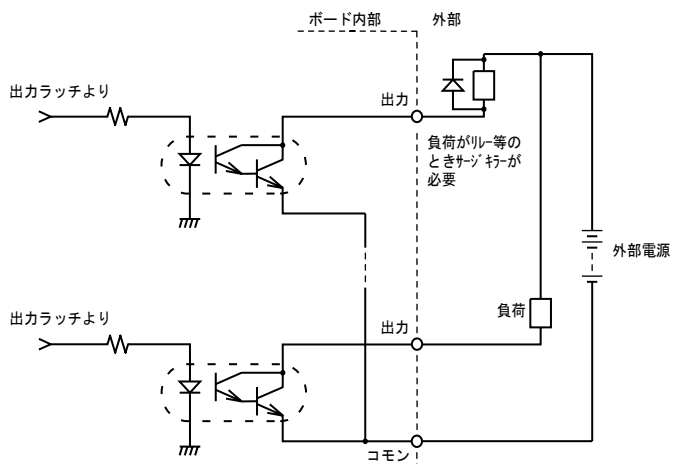 ボード内部
外部
出力ラッチより
出力
負荷がリレー等の
ときサージキラーが
必要
外部電源
出力ラッチより
負荷
出力
コモン